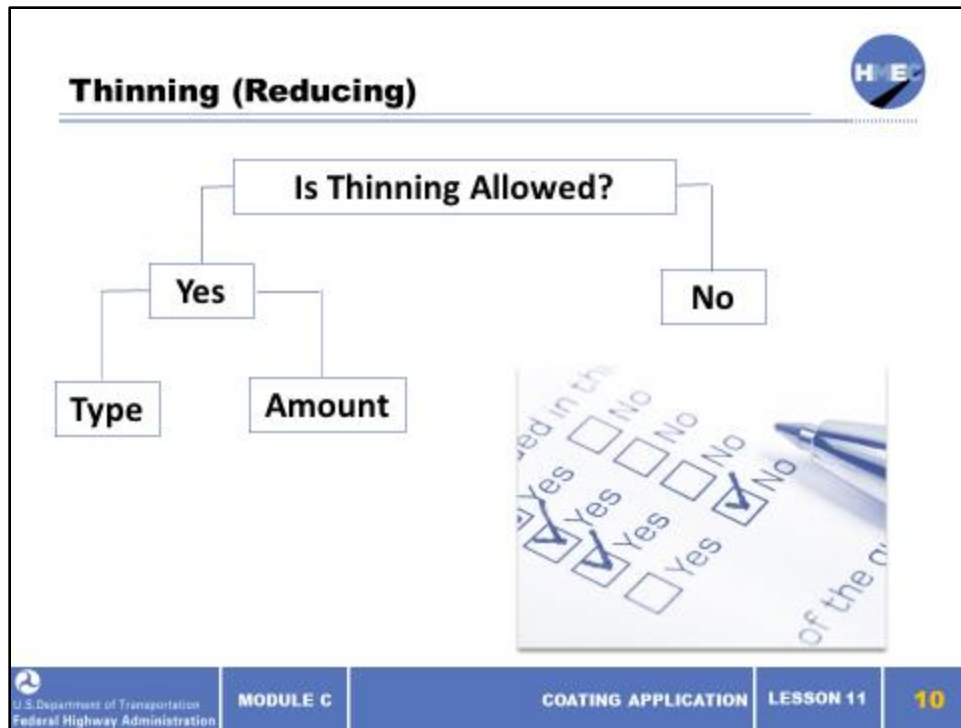 Thinning (Reducing)
HMEC
Is Thinning Allowed?
Yes
No
Type
Amount
No
No
No
No
Yes
Yes
Yes
Yes
of the
U.S.Department of Transportation
Federal Highway Administration
MODULE C
COATING APPLICATION
LESSON 11
10